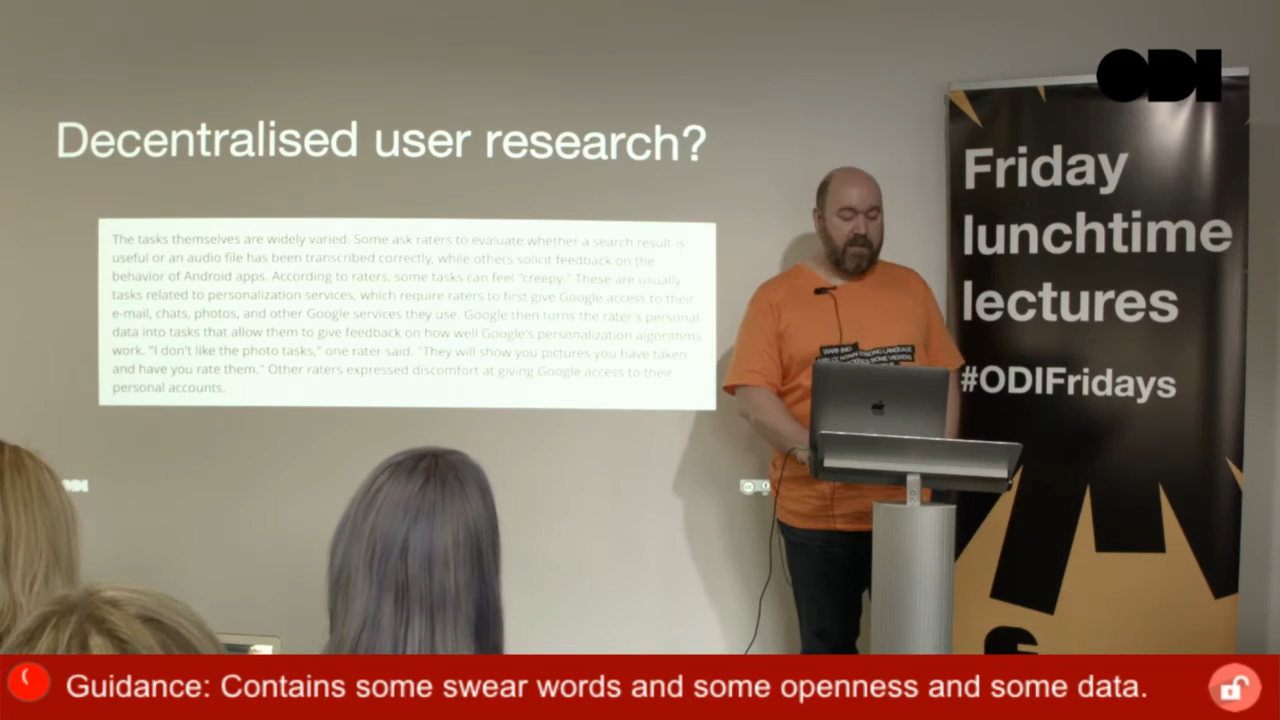 ODI
Decentralised user research?
The tasks themselves are widely varied. Some ask raters to evaluate whether a search result is
useful or an audio file has been transcribed correctly, while others solicit feedback on the
behavior of Android apps. According to raters, some tasks can feel "creepy." These are usually
tasks related to personalization services, which require raters to first give Google access to their
e-mail, chats, photos, and other Google services they use. Google then turns the rater's personal
data into tasks that allow them to give feedback on how well Google's personalization algorithms
work. "I don't like the photo tasks," one rater said. "They will show you pictures you have taken
and have you rate them." Other raters expressed discomfort at giving Google access to their
personal accounts.
Friday
lunchtime
lectures
#ODIFridays
WARNING:
STRONG LANGUAGE
SOME VIEWERS
ODI
Guidance: Contains some swear words and some openness and some data.